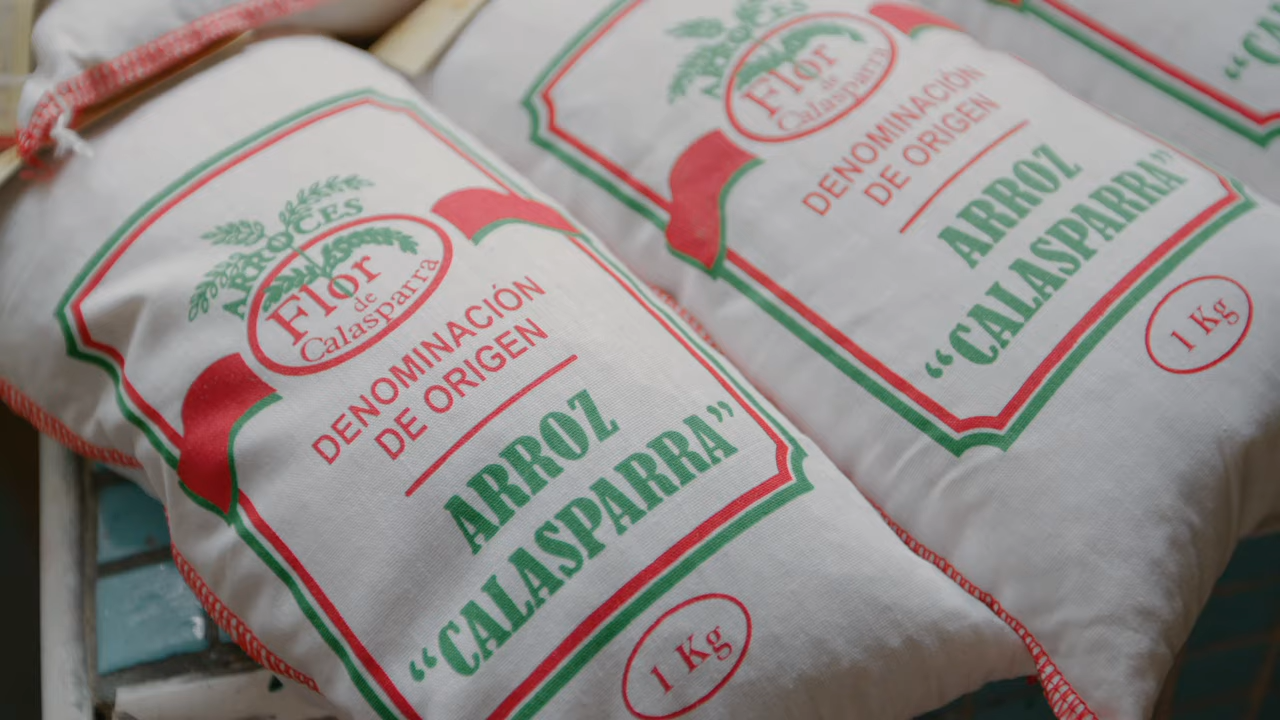 ARROCES
Flor
de
Calasparra
DENOMINACIÓN
DE ORIGEN
ARROZ
“CALASPARRA”
1 Kg
ARROCES
Flor
de
Calasparra
DENOMINACIÓN
DE ORIGEN
ARROZ
“CALASPARRA”
1 Kg
“CA